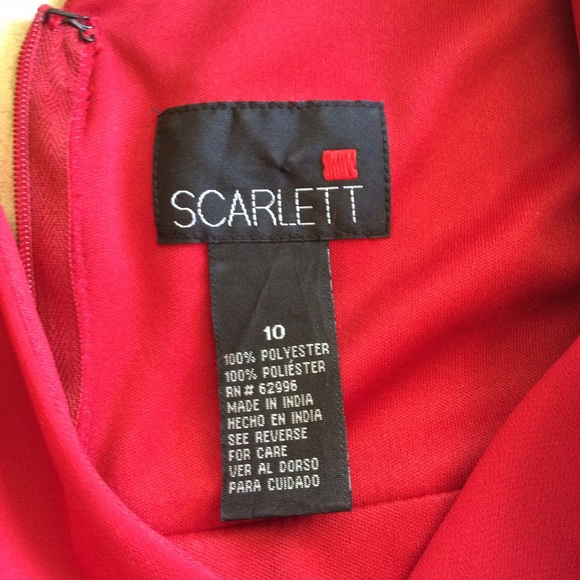 SCARLETT
10
100% POLYESTER
100% POLIÉSTER
RN# 62996
MADE IN INDIA
HECHO EN INDIA
SEE REVERSE
FOR CARE
VER AL DORSO
PARA CUIDADO